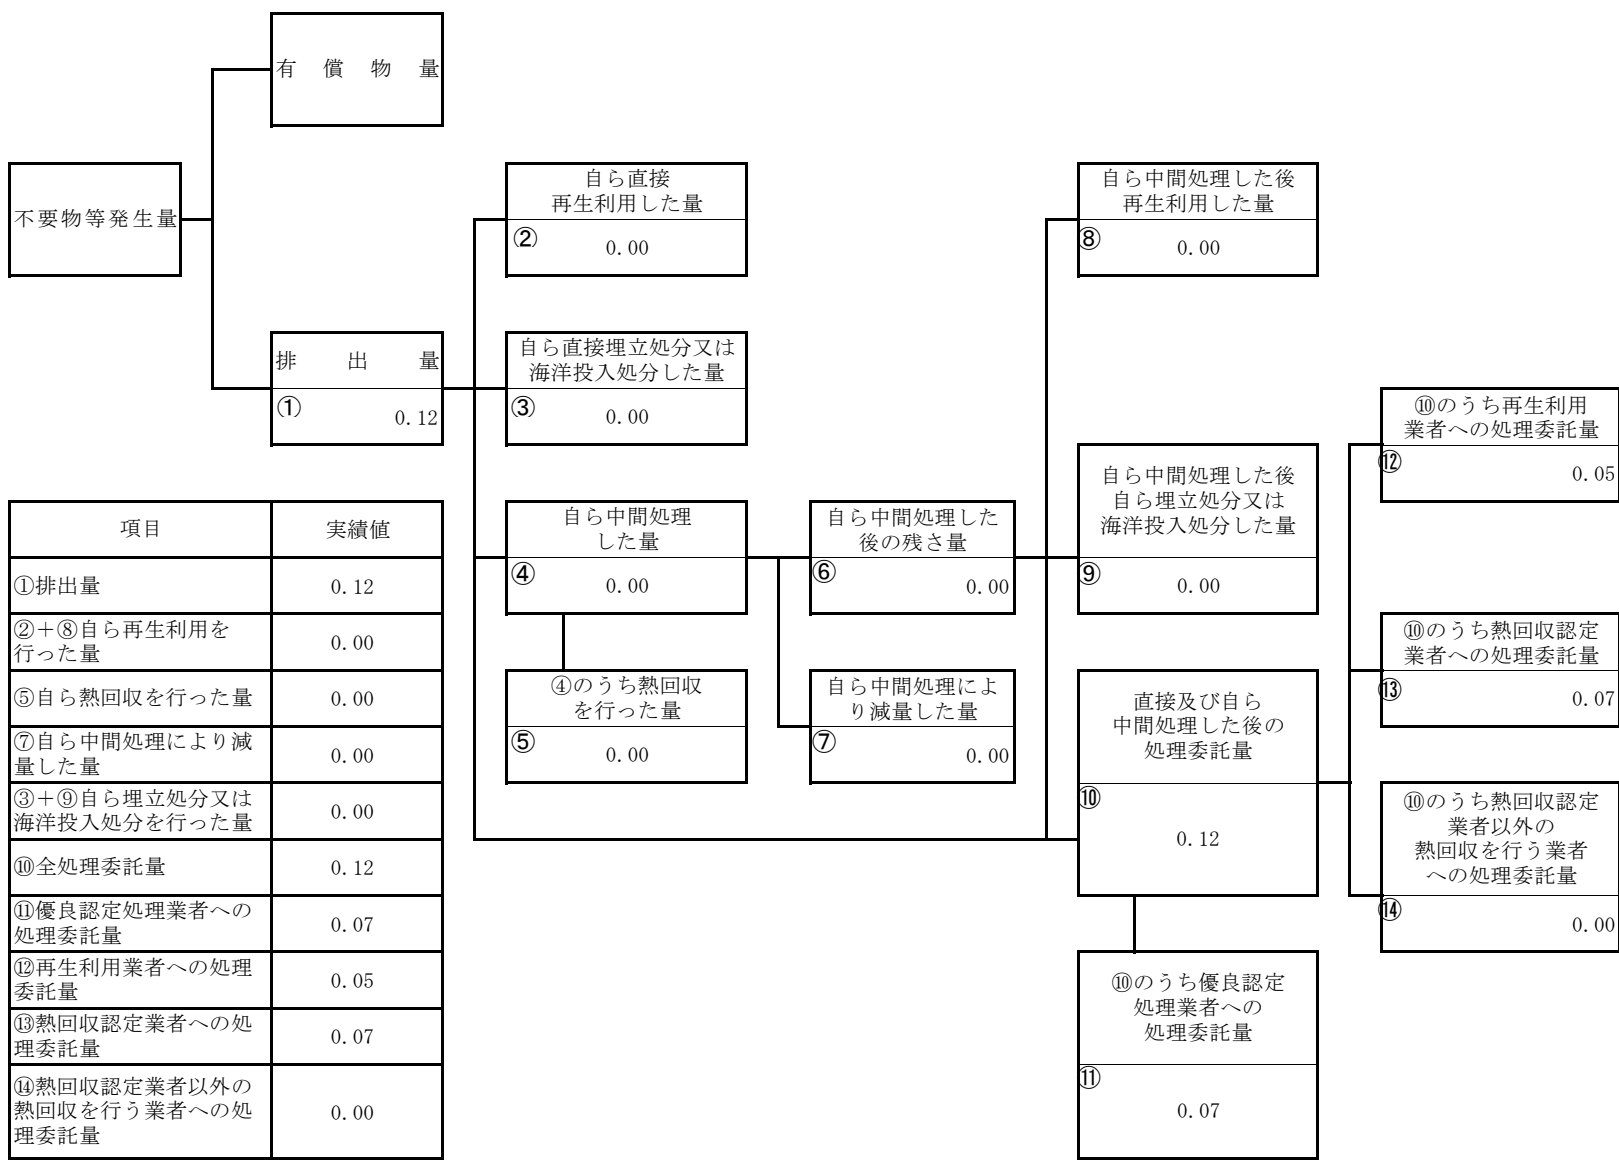 有償物量
不要物等発生量
排出量
①
0.12
自ら直接
再生利用した量
②
0.00
自ら直接埋立処分又は
海洋投入処分した量
③
0.00
自ら中間処理
した量
④
0.00
④のうち熱回収
を行った量
⑤
0.00
自ら中間処理した
後の残さ量
⑥
0.00
自ら中間処理によ
り減量した量
⑦
0.00
自ら中間処理した後
再生利用した量
⑧
0.00
自ら中間処理した後
自ら埋立処分又は
海洋投入処分した量
⑨
0.00
直接及び自ら
中間処理した後の
処理委託量
⑩
0.12
⑩のうち優良認定
処理業者への
処理委託量
⑪
0.07
⑩のうち再生利用
業者への処理委託量
⑫
0.05
⑩のうち熱回収認定
業者への処理委託量
⑬
0.07
⑩のうち熱回収認定
業者以外の
熱回収を行う業者
への処理委託量
⑭
0.00
項目 実績値
①排出量 0.12
②＋⑧自ら再生利用を
行った量 0.00
⑤自ら熱回収を行った量 0.00
⑦自ら中間処理により減
量した量 0.00
③＋⑨自ら埋立処分又は
海洋投入処分を行った量 0.00
⑩全処理委託量 0.12
⑪優良認定処理業者への
処理委託量 0.07
⑫再生利用業者への処理
委託量 0.05
⑬熱回収認定業者への処
理委託量 0.07
⑭熱回収認定業者以外の
熱回収を行う業者への処
理委託量 0.00